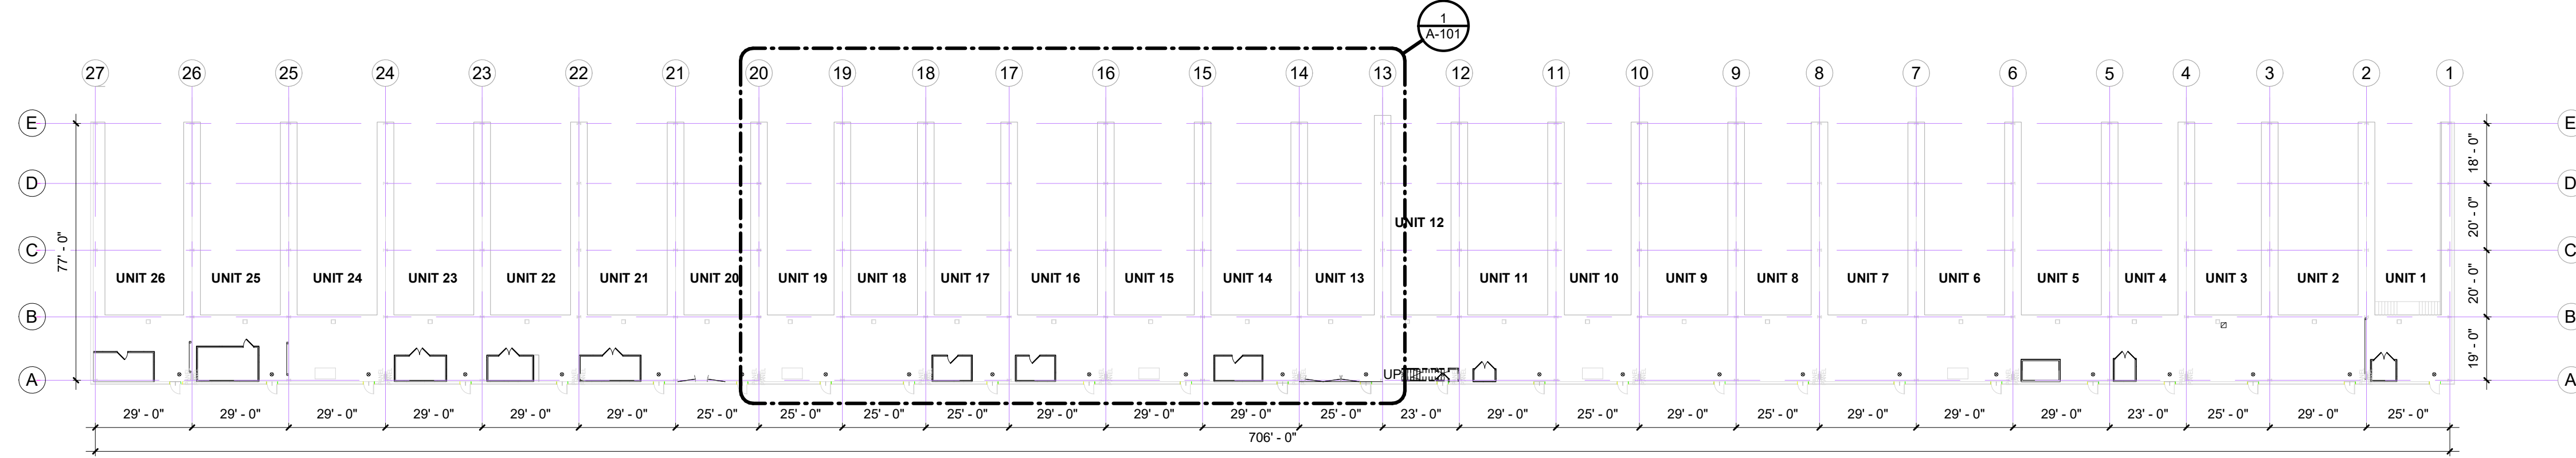 1
A-101
27 26 25 24 23 22 21 20 19 18 17 16 15 14 13 12 11 10 9 8 7 6 5 4 3 2 1
E E
18' - 0"
D D
20' - 0"
UNIT 12
C C
77' - 0"
UNIT 26 UNIT 25 UNIT 24 UNIT 23 UNIT 22 UNIT 21 UNIT 20 UNIT 19 UNIT 18 UNIT 17 UNIT 16 UNIT 15 UNIT 14 UNIT 13 UNIT 11 UNIT 10 UNIT 9 UNIT 8 UNIT 7 UNIT 6 UNIT 5 UNIT 4 UNIT 3 UNIT 2 UNIT 1
20' - 0"
B B
19' - 0"
UP
A A
29' - 0" 29' - 0" 29' - 0" 29' - 0" 29' - 0" 29' - 0" 25' - 0" 25' - 0" 25' - 0" 25' - 0" 29' - 0" 29' - 0" 29' - 0" 25' - 0" 23' - 0" 29' - 0" 25' - 0" 29' - 0" 25' - 0" 29' - 0" 29' - 0" 29' - 0" 23' - 0" 25' - 0" 29' - 0" 25' - 0"
706' - 0"